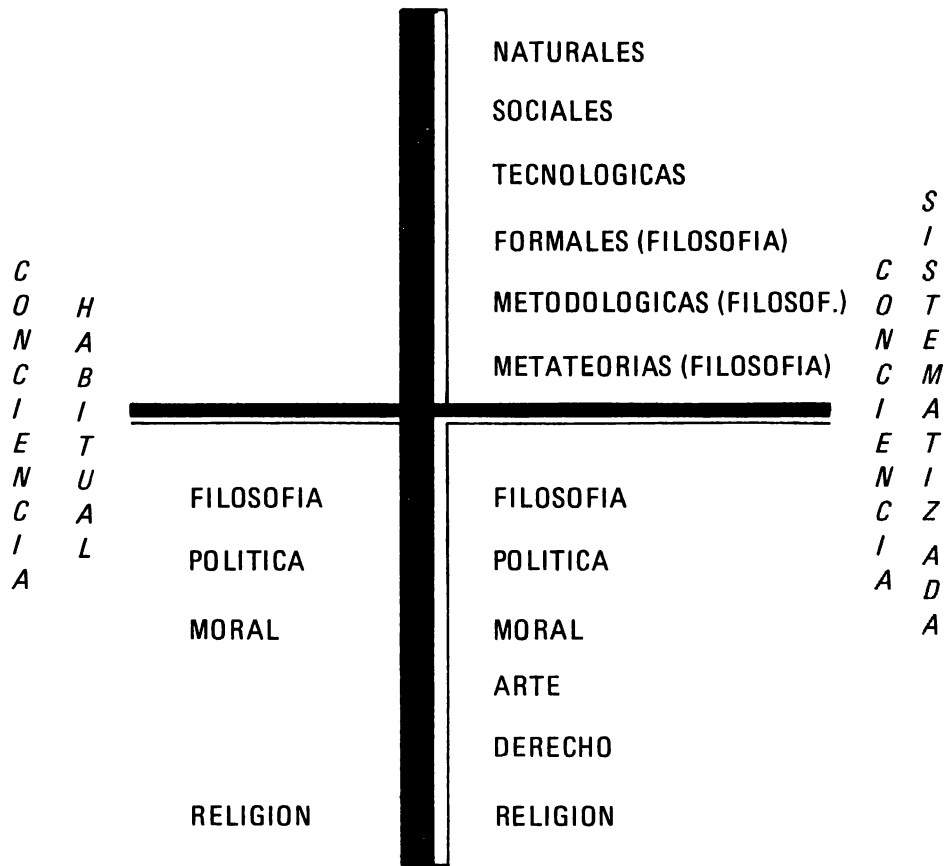 CONCIENCIA
HABITUAL
NATURALES
SOCIALES
TECNOLOGICAS
FORMALES (FILOSOFIA)
METODOLOGICAS (FILOSOF.)
METATEORIAS (FILOSOFIA)
FILOSOFIA
POLITICA
MORAL
RELIGION
FILOSOFIA
POLITICA
MORAL
ARTE
DERECHO
RELIGION
CONCIENCIA
SISTEMATIZADA